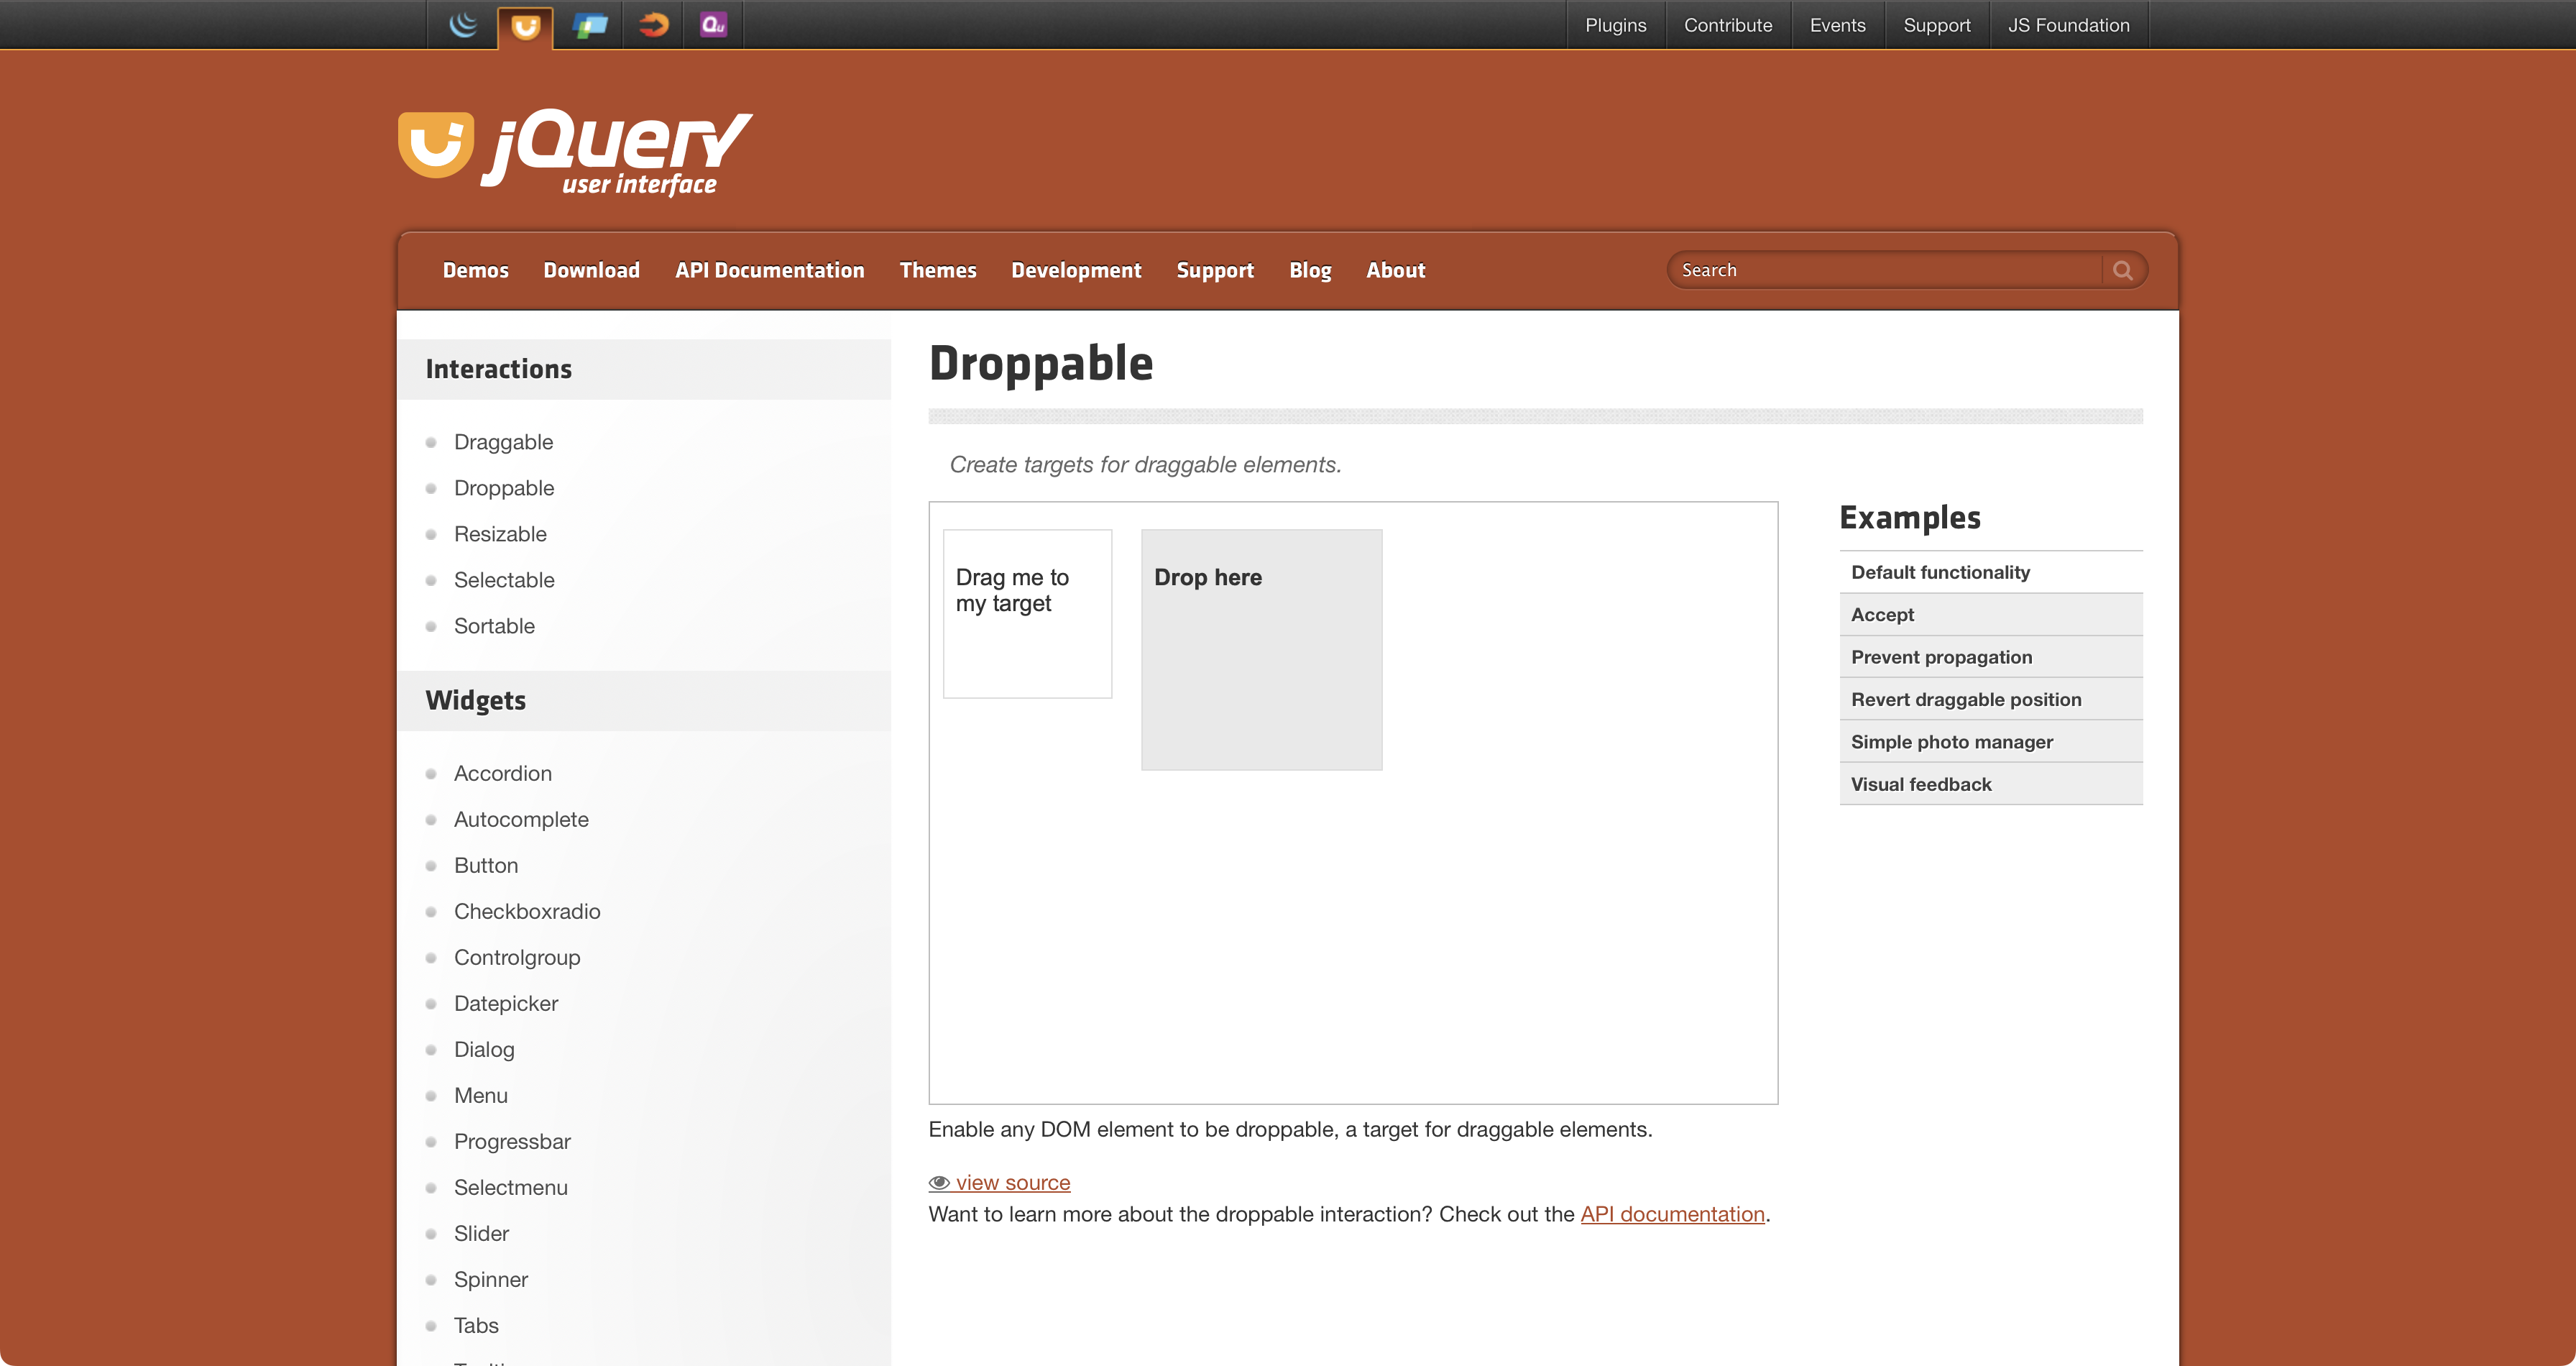 Qu
Plugins
Contribute
Events
Support
JS Foundation
jQuery
user interface
Demos
Download
API Documentation
Themes
Development
Support
Blog
About
Search
Interactions
Draggable
Droppable
Resizable
Selectable
Sortable
Widgets
Accordion
Autocomplete
Button
Checkboxradio
Controlgroup
Datepicker
Dialog
Menu
Progressbar
Selectmenu
Slider
Spinner
Tabs
Droppable
Create targets for draggable elements.
Drag me to
my target
Drop here
Enable any DOM element to be droppable, a target for draggable elements.
view source
Want to learn more about the droppable interaction? Check out the API documentation.
Examples
Default functionality
Accept
Prevent propagation
Revert draggable position
Simple photo manager
Visual feedback